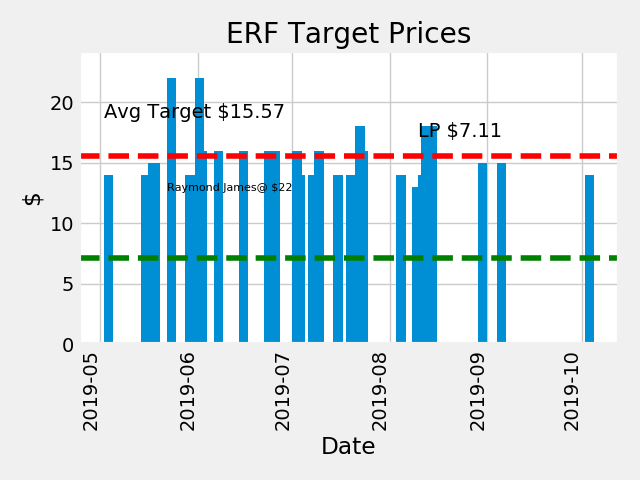 ERF Target Prices
$
20
15
10
5
0
Avg Target $15.57
LP $7.11
Raymond James@ $22
2019-05
2019-06
2019-07
2019-08
2019-09
2019-10
Date